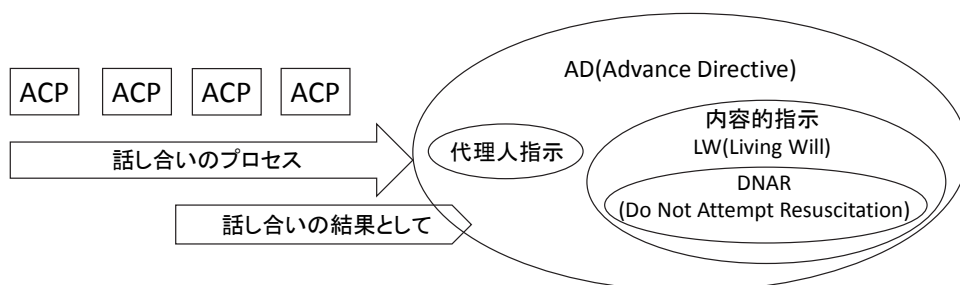 ACP
ACP
ACP
ACP
話し合いのプロセス
話し合いの結果として
AD(Advance Directive)
代理人指示
内容的指示
LW(Living Will)
DNAR
(Do Not Attempt Resuscitation)